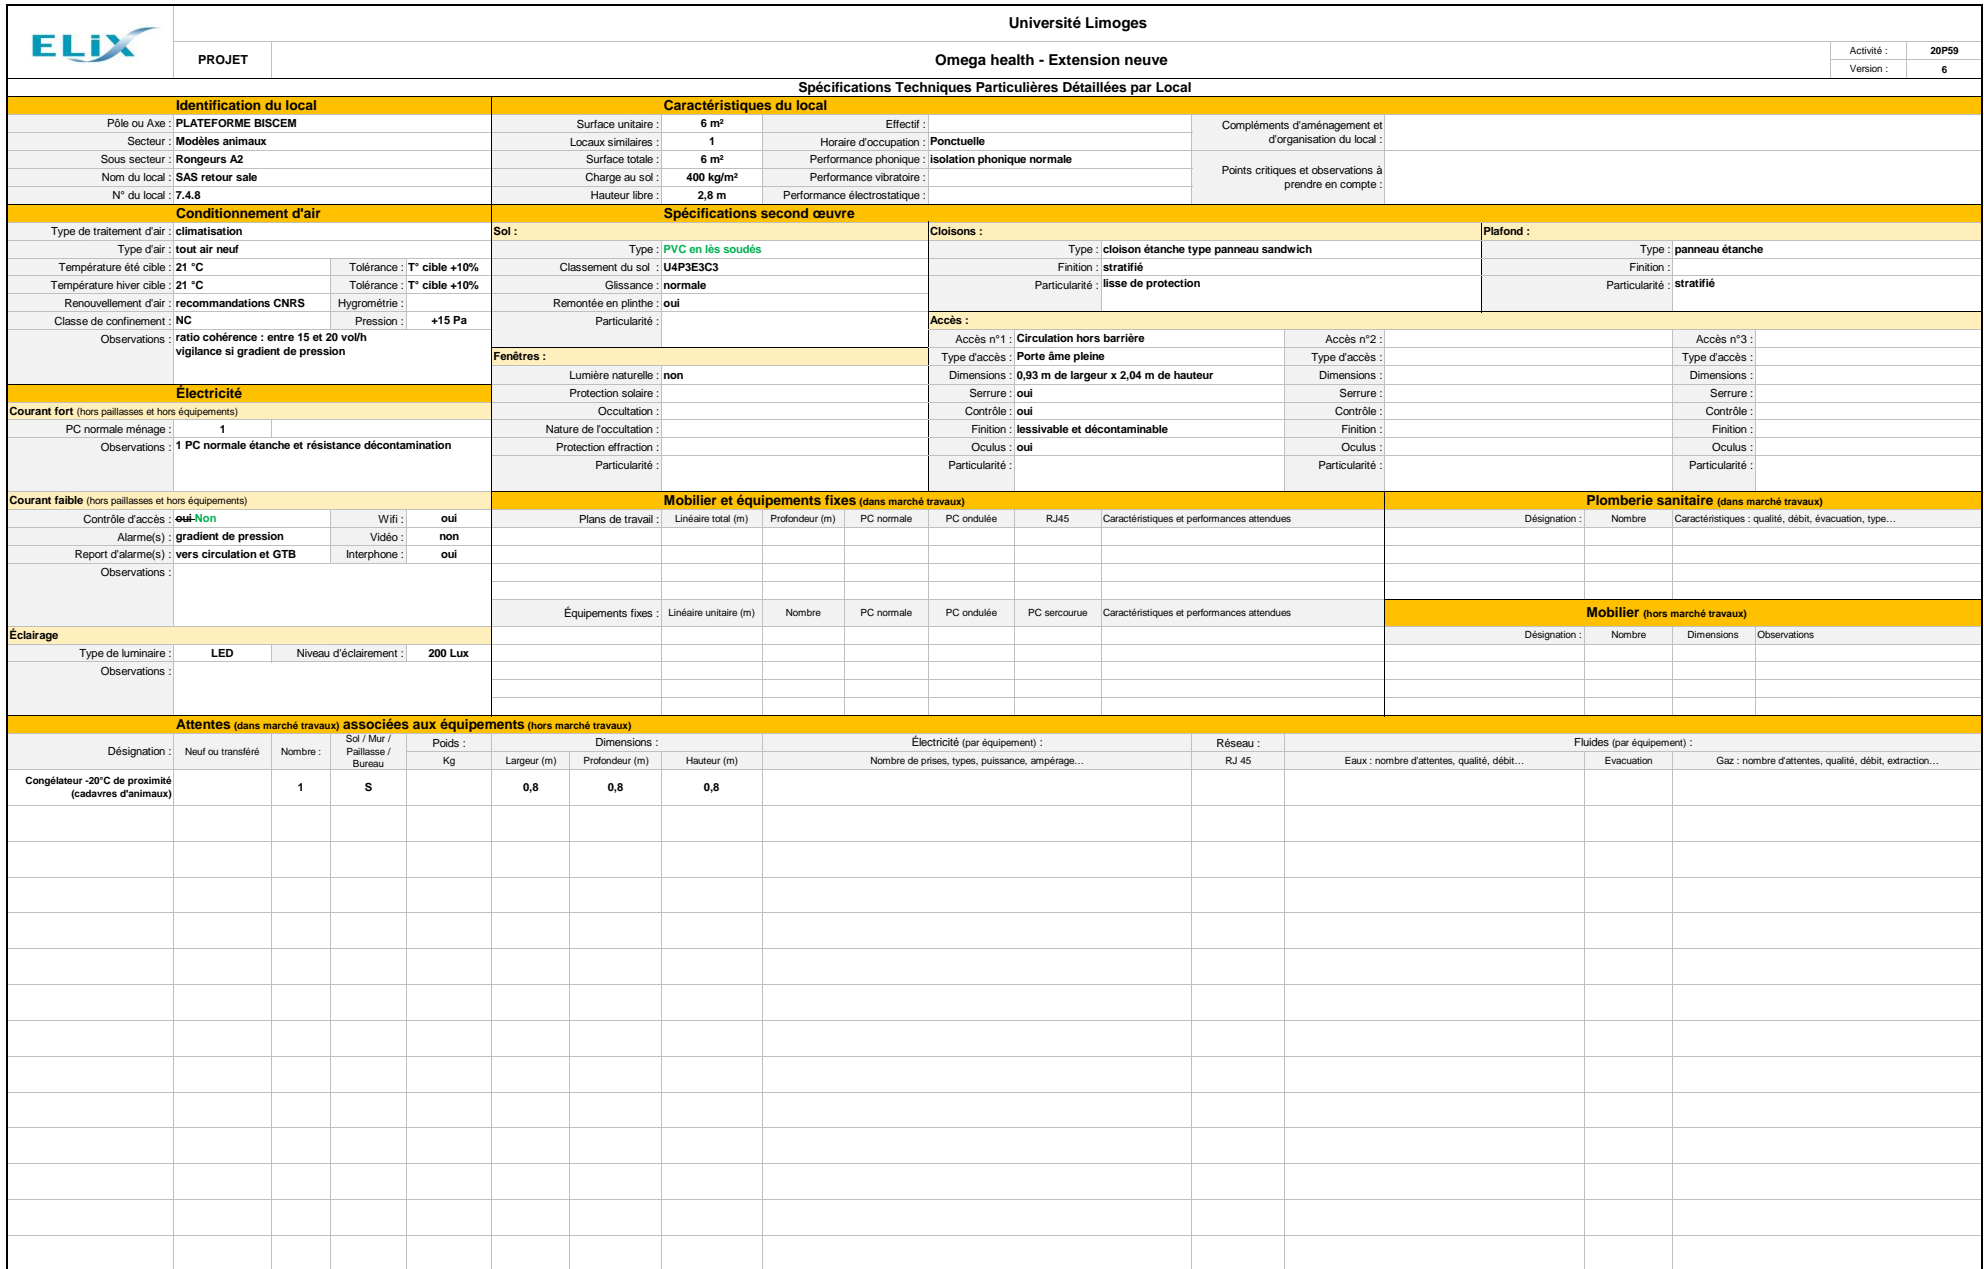 ELiX
Université Limoges
PROJET
Omega health - Extension neuve
Activité : 20P59
Version : 6
Spécifications Techniques Particulières Détaillées par Local
Identification du local
Pôle ou Axe : PLATEFORME BISCEM
Secteur : Modèles animaux
Sous secteur : Rongeurs A2
Nom du local : SAS retour sale
N° du local : 7.4.8
Caractéristiques du local
Surface unitaire : 6 m² Effectif :
Locaux similaires : 1 Horaire d'occupation : Ponctuelle
Surface totale : 6 m² Performance phonique : isolation phonique normale
Charge au sol : 400 kg/m² Performance vibratoire :
Hauteur libre : 2,8 m Performance électrostatique :
Compléments d'aménagement et
d'organisation du local :
Points critiques et observations à
prendre en compte :
Conditionnement d'air
Type de traitement d'air : climatisation
Type d'air : tout air neuf
Température été cible : 21 °C Tolérance : T° cible +10%
Température hiver cible : 21 °C Tolérance : T° cible +10%
Renouvellement d'air : recommandations CNRS Hygrométrie :
Classe de confinement : NC Pression : +15 Pa
Observations : ratio cohérence : entre 15 et 20 vol/h
vigilance si gradient de pression
Spécifications second œuvre
Sol :
Type : PVC en lès soudés
Classement du sol : U4P3E3C3
Glissance : normale
Remontée en plinthe : oui
Particularité :
Cloisons :
Type : cloison étanche type panneau sandwich
Finition : stratifié
Particularité : lisse de protection
Plafond :
Type : panneau étanche
Finition :
Particularité : stratifié
Fenêtres :
Lumière naturelle : non
Protection solaire :
Occultation :
Nature de l'occultation :
Protection effraction :
Particularité :
Accès :
Accès n°1 : Circulation hors barrière Accès n°2 : Accès n°3 :
Type d'accès : Porte âme pleine Type d'accès : Type d'accès :
Dimensions : 0,93 m de largeur x 2,04 m de hauteur Dimensions : Dimensions :
Serrure : oui Serrure : Serrure :
Contrôle : oui Contrôle : Contrôle :
Finition : lessivable et décontaminable Finition : Finition :
Oculus : oui Oculus : Oculus :
Particularité : Particularité : Particularité :
Électricité
Courant fort (hors paillasses et hors équipements)
PC normale ménage : 1
Observations : 1 PC normale étanche et résistance décontamination
Courant faible (hors paillasses et hors équipements)
Contrôle d'accès : oui Non Wifi : oui
Alarme(s) : gradient de pression Vidéo : non
Report d'alarme(s) : vers circulation et GTB Interphone : oui
Observations :
Éclairage
Type de luminaire : LED Niveau d'éclairement : 200 Lux
Observations :
Mobilier et équipements fixes (dans marché travaux)
Plans de travail : Linéaire total (m) Profondeur (m) PC normale PC ondulée RJ45 Caractéristiques et performances attendues
Équipements fixes : Linéaire unitaire (m) Nombre PC normale PC ondulée PC sercourue Caractéristiques et performances attendues
Plomberie sanitaire (dans marché travaux)
Désignation : Nombre Caractéristiques : qualité, débit, évacuation, type…
Mobilier (hors marché travaux)
Désignation : Nombre Dimensions Observations
Attentes (dans marché travaux) associées aux équipements (hors marché travaux)
Désignation : Neuf ou transféré Nombre : Sol / Mur /
Paillasse /
Bureau
Poids : Dimensions : Électricité (par équipement) : Réseau : Fluides (par équipement) :
Kg Largeur (m) Profondeur (m) Hauteur (m) Nombre de prises, types, puissance, ampérage… RJ 45 Eaux : nombre d'attentes, qualité, débit… Evacuation Gaz : nombre d'attentes, qualité, débit, extraction…
Congélateur -20°C de proximité
(cadavres d'animaux) 1 S 0,8 0,8 0,8